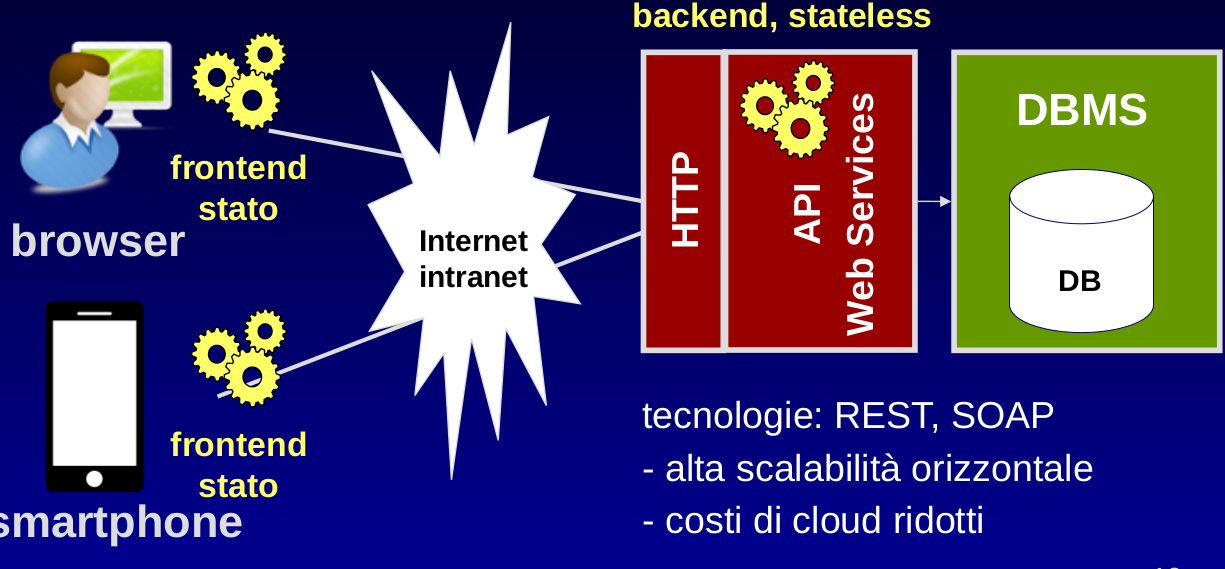 backend, stateless
frontend
stato
browser
Internet
intranet
HTTP
API
Web Services
DBMS
DB
frontend
stato
smartphone
tecnologie: REST, SOAP
- alta scalabilità orizzontale
- costi di cloud ridotti